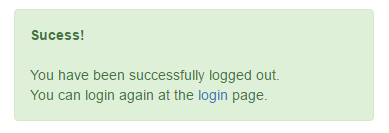 Sucess!
You have been successfully logged out.
You can login again at the login page.